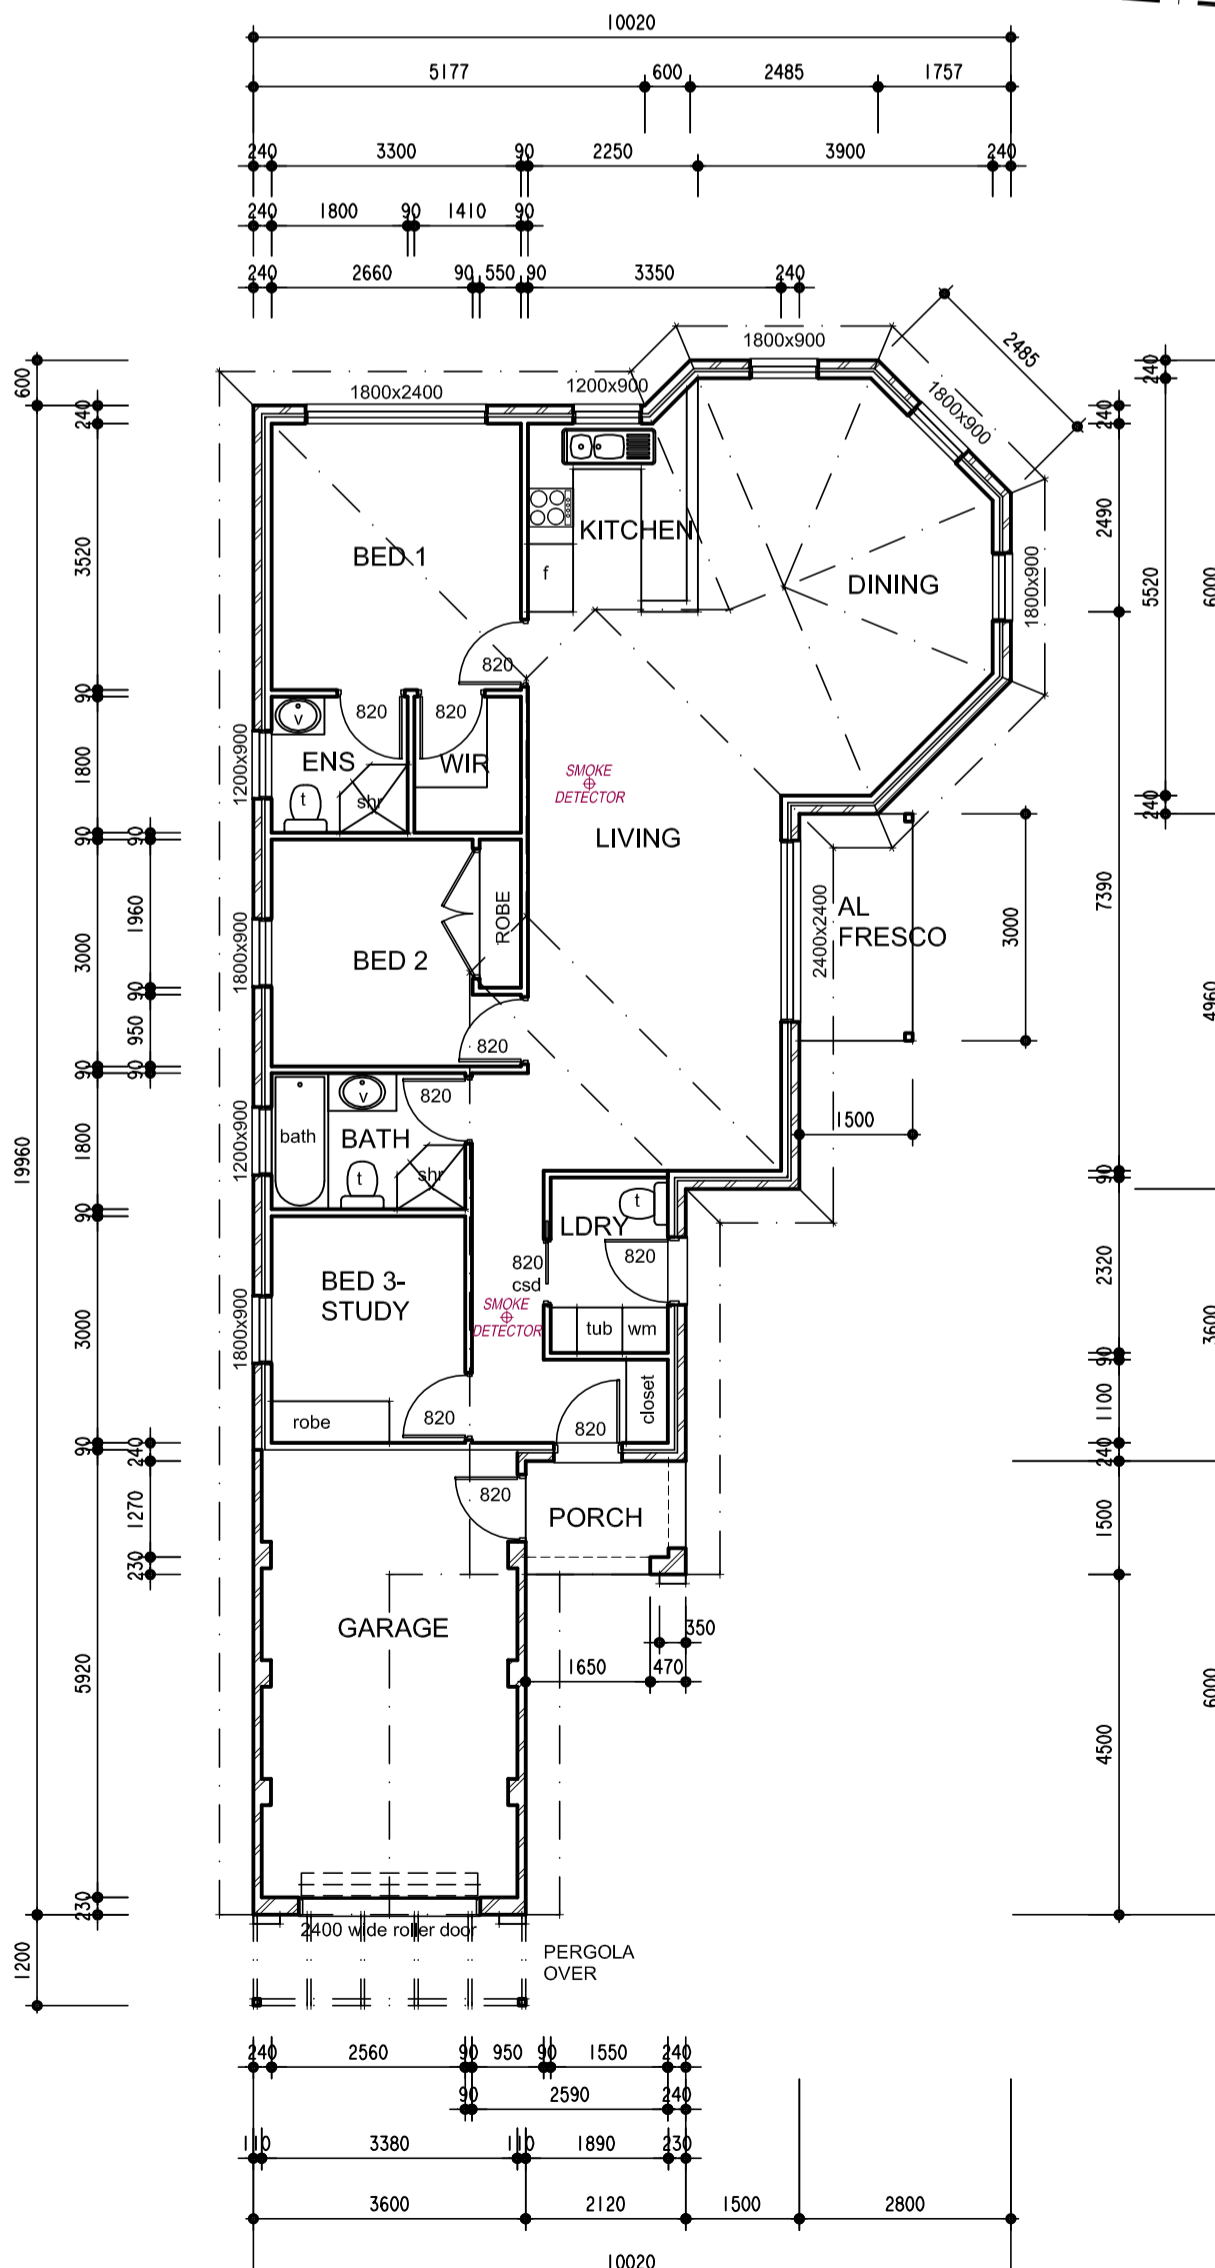 10020
5177 600 2485 1757
240 3300 90 2250 3900 240
240 1800 90 1410 90
240 2660 90 550 90 3350 240
2485
1800x900
1800x2400
1200x900
1800x900
1800x900
BED 1
KITCHEN
f
DINING
820
820
820
v
ENS
WIR
t
shr
1200x900
SMOKE
DETECTOR
LIVING
ROBE
BED 2
1800x900
820
2400x2400
AL
FRESCO
3000
1500
820
v
bath
BATH
t
shr
1200x900
t
LDRY
820
820
csd
BED 3-
STUDY
1800x900
SMOKE
DETECTOR
tub
wm
closet
robe
820
820
820
PORCH
GARAGE
350
1650 470
2400 wide roller door
PERGOLA
OVER
600
19960
1200
240
3520
90
1800
90
3000
90
1800
90
3000
90
5920
230
90
1960
90
950
90
240
1270
230
240
2490
7390
90
90
2320
90
1100
240
1500
4500
240
5520
240
6000
4960
3600
6000
240 2560 90 950 90 1550 240
90 2590 240
110 3380 110 1890 230
3600 2120 1500 2800
10020